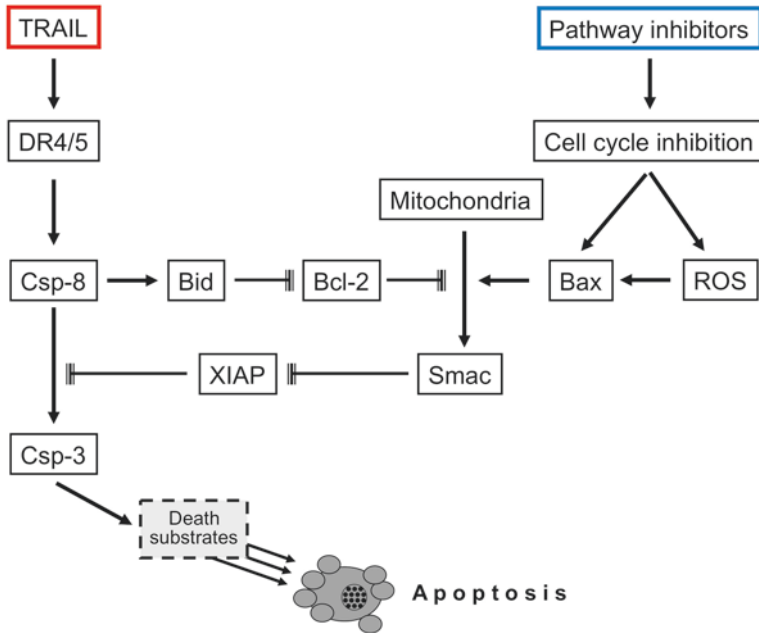 TRAIL
Pathway inhibitors
DR4/5
Cell cycle inhibition
Mitochondria
Csp-8
Bid
Bcl-2
Bax
ROS
XIAP
Smac
Csp-3
Death
substrates
Apoptosis